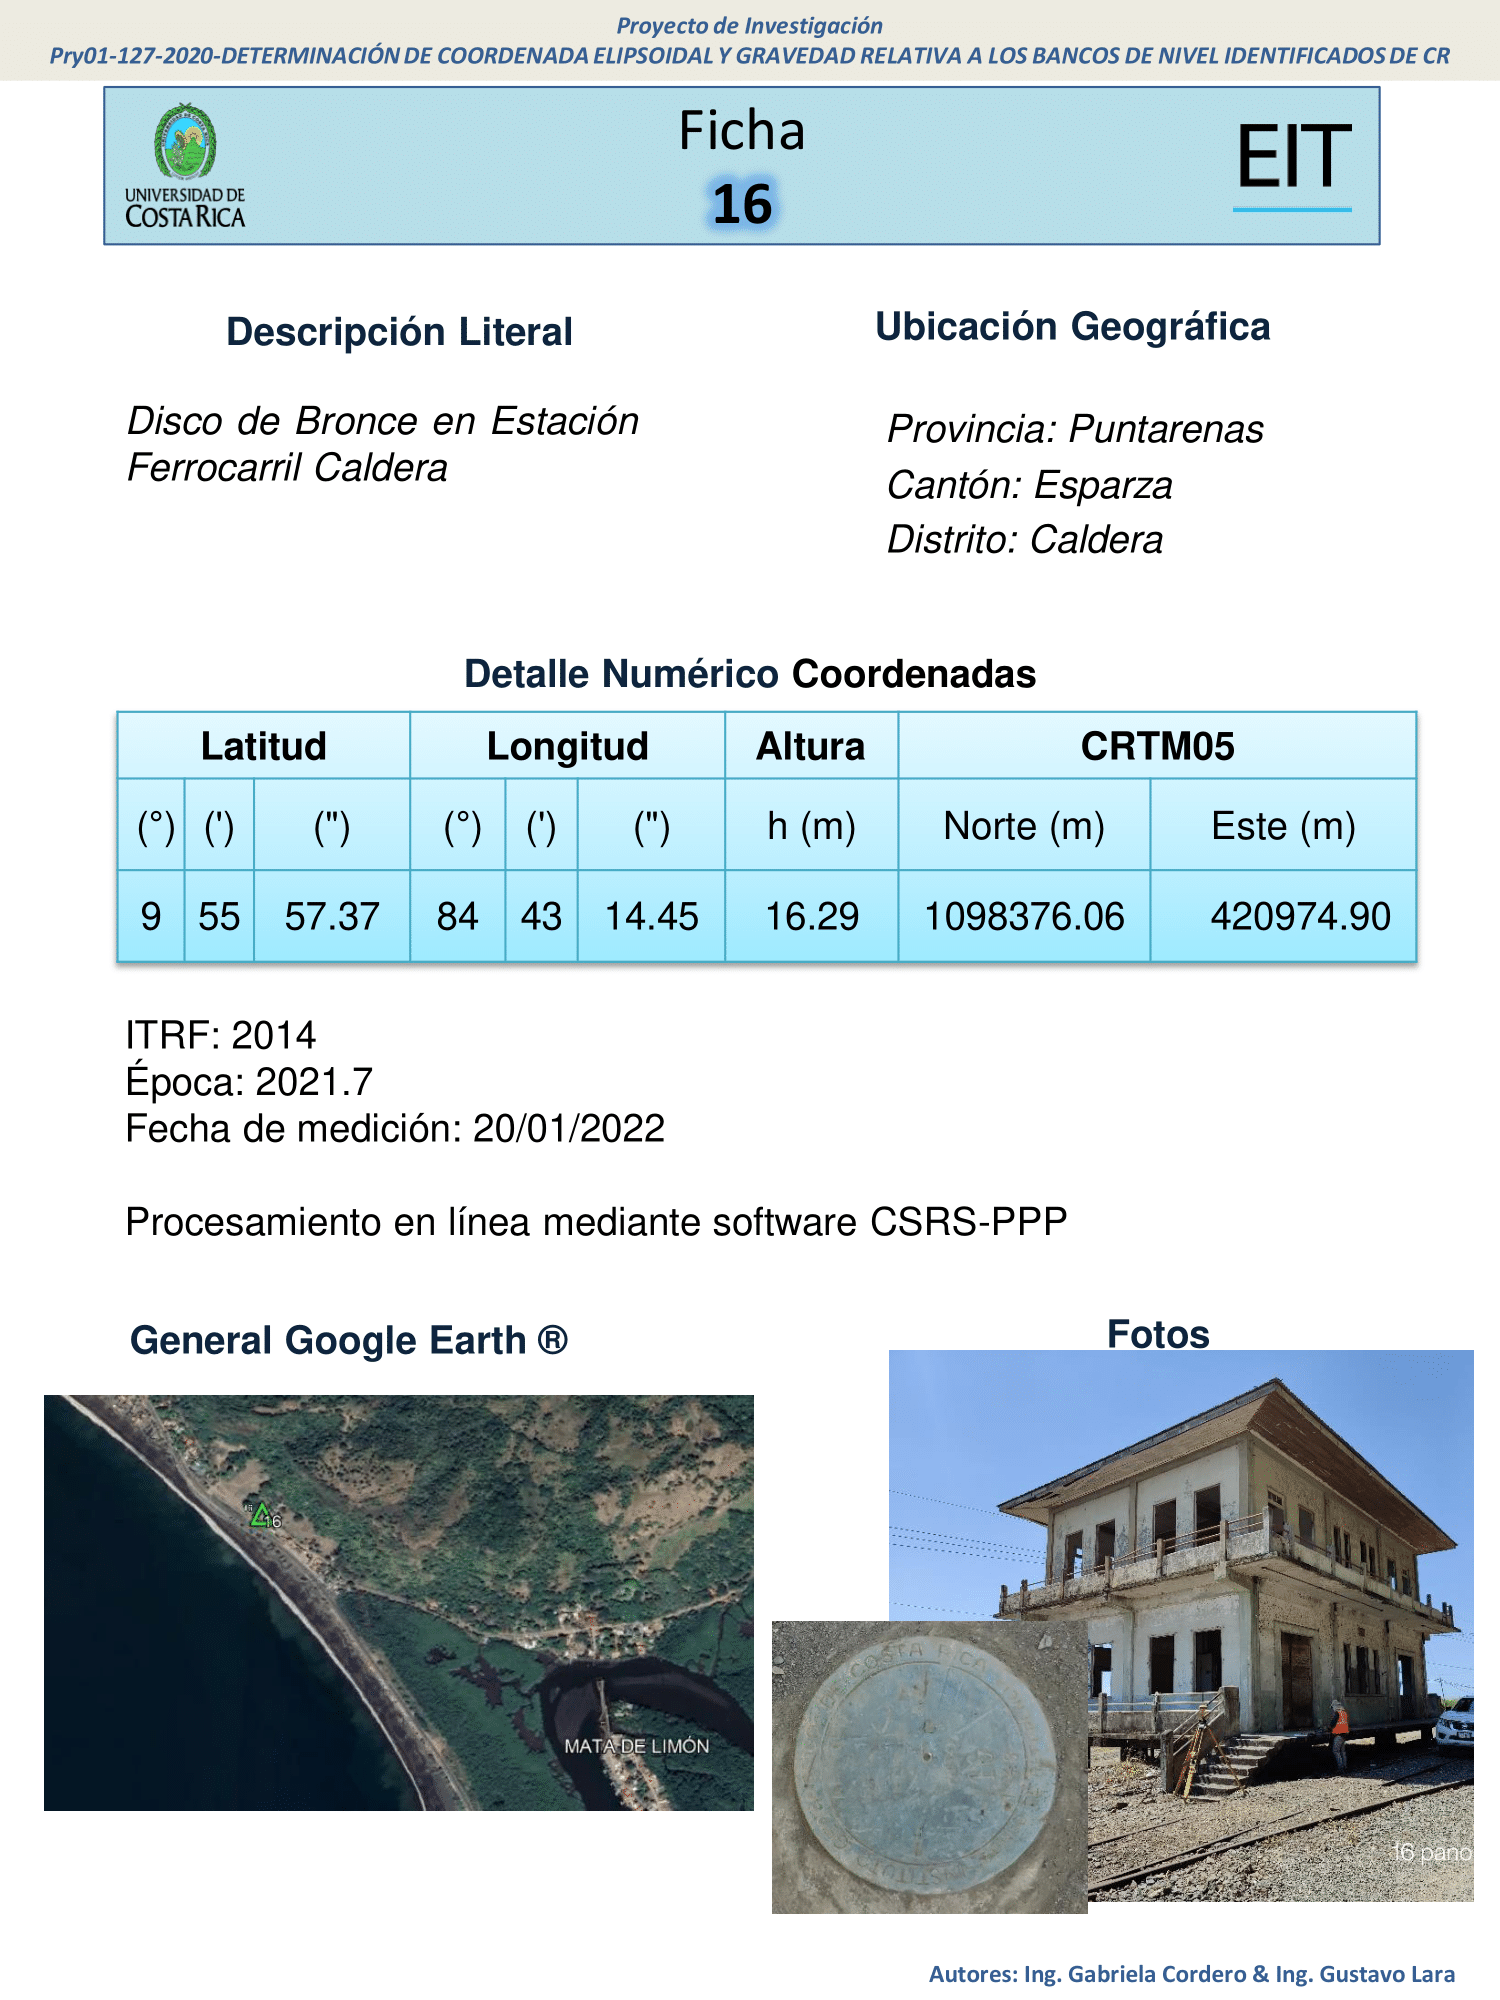 Proyecto de Investigación
Pry01-127-2020-DETERMINACIÓN DE COORDENADA ELIPSOIDAL Y GRAVEDAD RELATIVA A LOS BANCOS DE NIVEL IDENTIFICADOS DE CR
UNIVERSIDAD DE
COSTA RICA
Ficha
16
EIT
Descripción Literal
Disco de Bronce en Estación
Ferrocarril Caldera
Ubicación Geográfica
Provincia: Puntarenas
Cantón: Esparza
Distrito: Caldera
Detalle Numérico Coordenadas
Latitud Longitud Altura CRTM05
(°) (') (") (°) (') (") h (m) Norte (m) Este (m)
9 55 57.37 84 43 14.45 16.29 1098376.06 420974.90
ITRF: 2014
Época: 2021.7
Fecha de medición: 20/01/2022
Procesamiento en línea mediante software CSRS-PPP
General Google Earth ®
16
MATA DE LIMÓN
Fotos
COSTA RICA
16 pano
Autores: Ing. Gabriela Cordero & Ing. Gustavo Lara